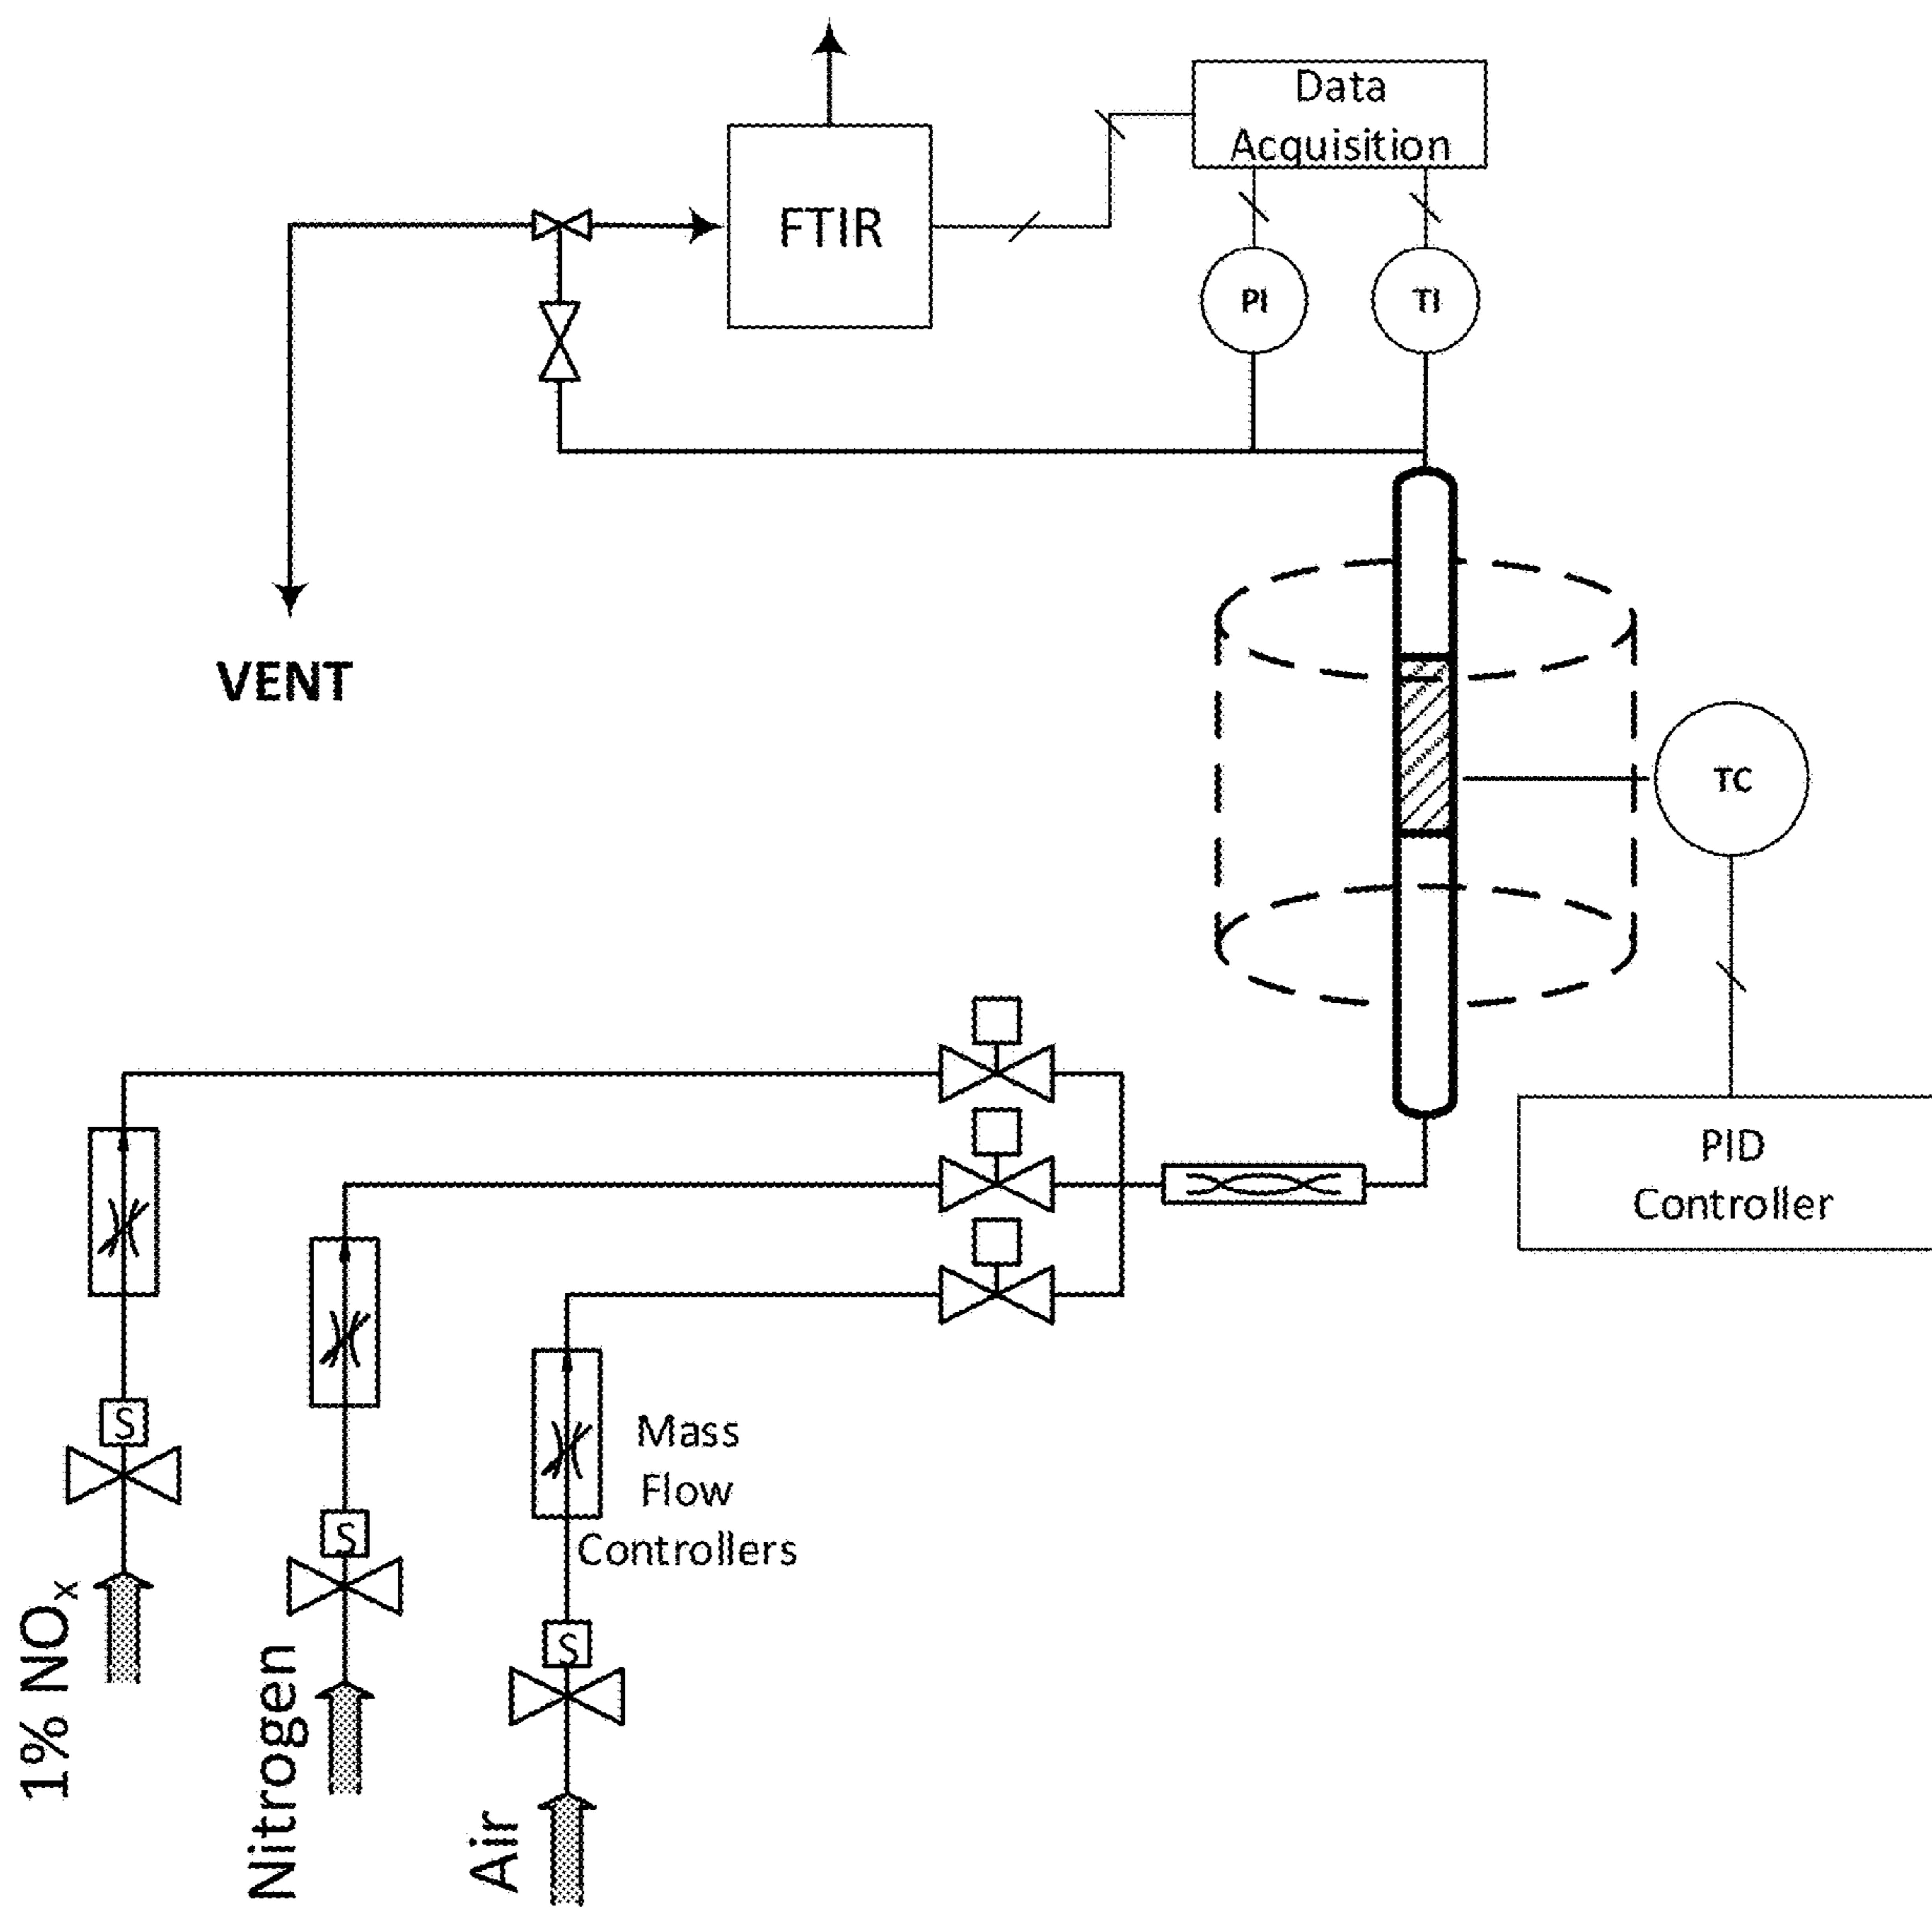 Data
Acquisition
FTIR
PI
TI
VENT
TC
PID
Controller
S
S
S
Mass
Flow
Controllers
1% NOₓ
Nitrogen
Air